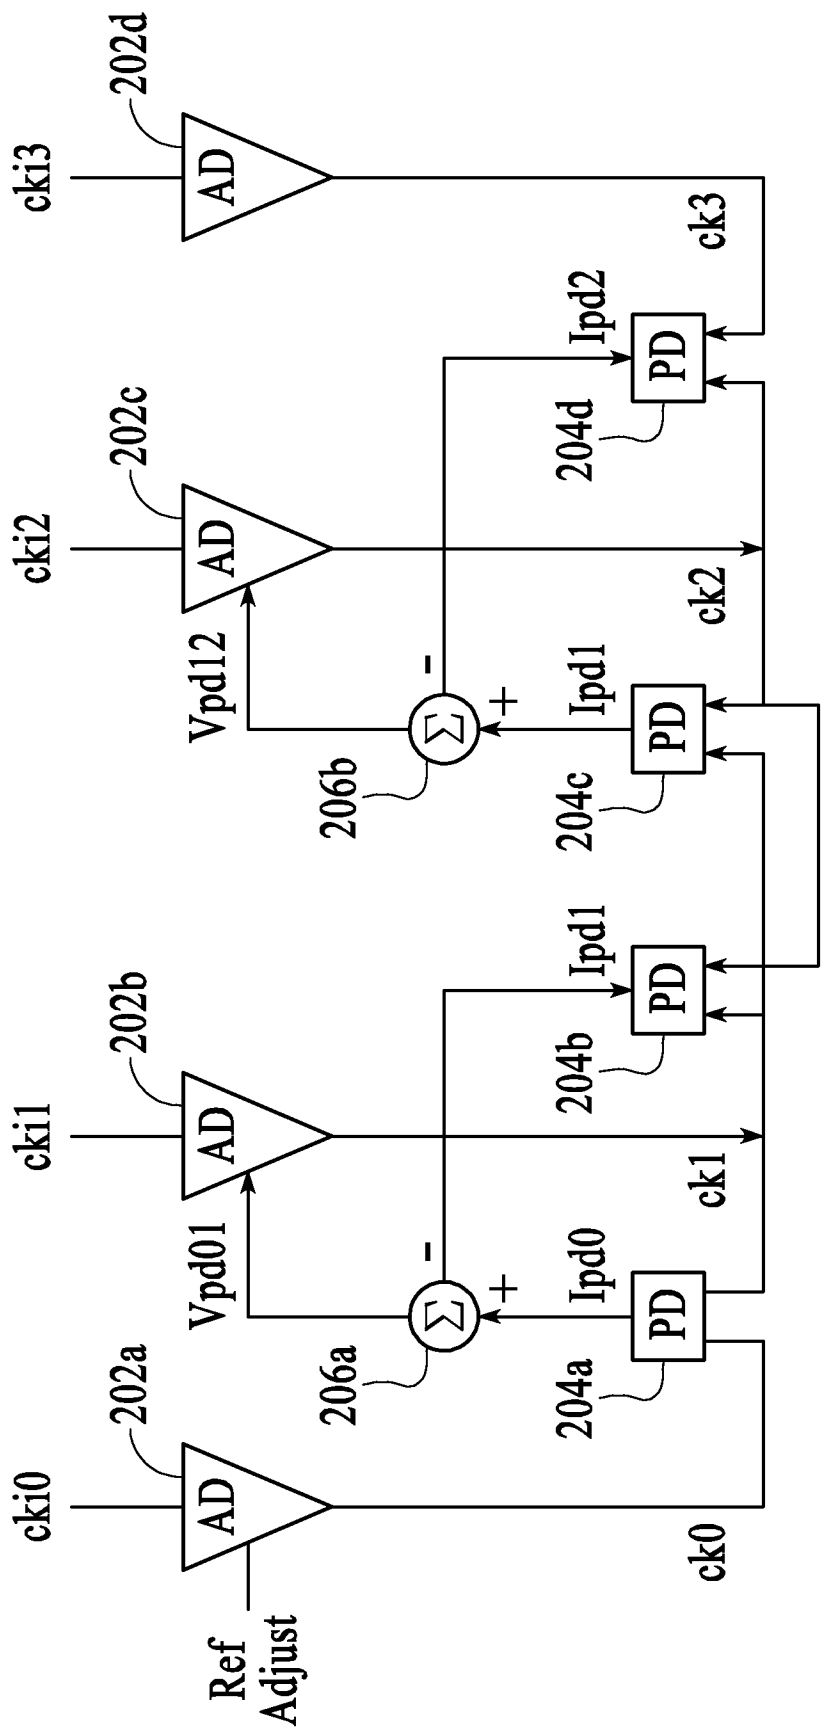 cki0
cki1
cki2
cki3
202a
202b
202c
202d
AD
AD
AD
AD
Ref
Adjust
Vpd01
Vpd12
206a
Σ
-
+
206b
Σ
-
+
Ipd0
Ipd1
Ipd1
Ipd2
204a
PD
204b
PD
204c
PD
204d
PD
ck0
ck1
ck2
ck3